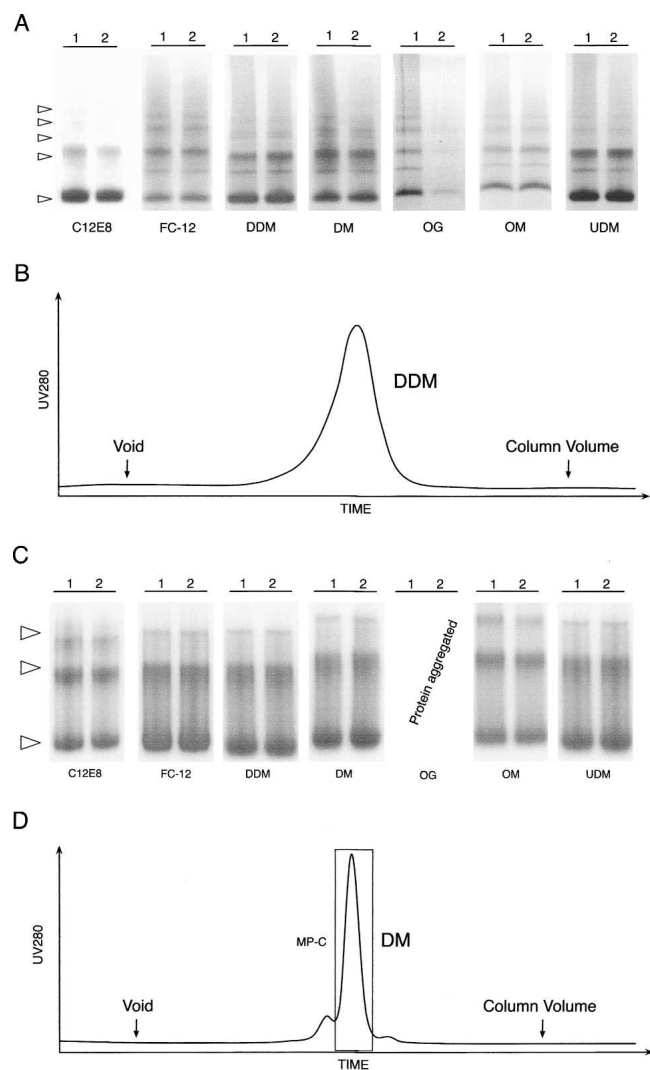 A
1 2 1 2 1 2 1 2 1 2 1 2 1 2
C12E8 FC-12 DDM DM OG OM UDM
B
UV280
DDM
Void
Column Volume
TIME
C
1 2 1 2 1 2 1 2 1 2 1 2 1 2
Protein aggregated
C12E8 FC-12 DDM DM OG OM UDM
D
UV280
MP-C
DM
Void
Column Volume
TIME